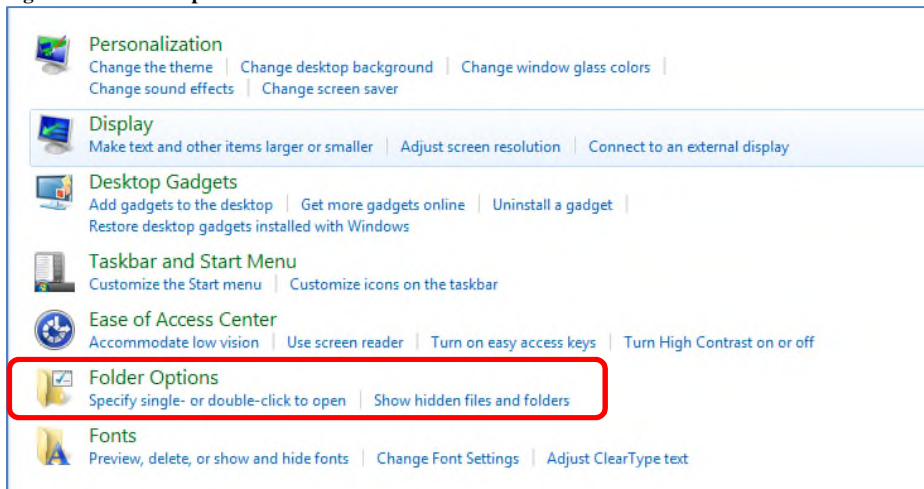 Personalization
Change the theme | Change desktop background | Change window glass colors |
Change sound effects | Change screen saver
Display
Make text and other items larger or smaller | Adjust screen resolution | Connect to an external display
Desktop Gadgets
Add gadgets to the desktop | Get more gadgets online | Uninstall a gadget |
Restore desktop gadgets installed with Windows
Taskbar and Start Menu
Customize the Start menu | Customize icons on the taskbar
Ease of Access Center
Accommodate low vision | Use screen reader | Turn on easy access keys | Turn High Contrast on or off
Folder Options
Specify single- or double-click to open | Show hidden files and folders
Fonts
Preview, delete, or show and hide fonts | Change Font Settings | Adjust ClearType text